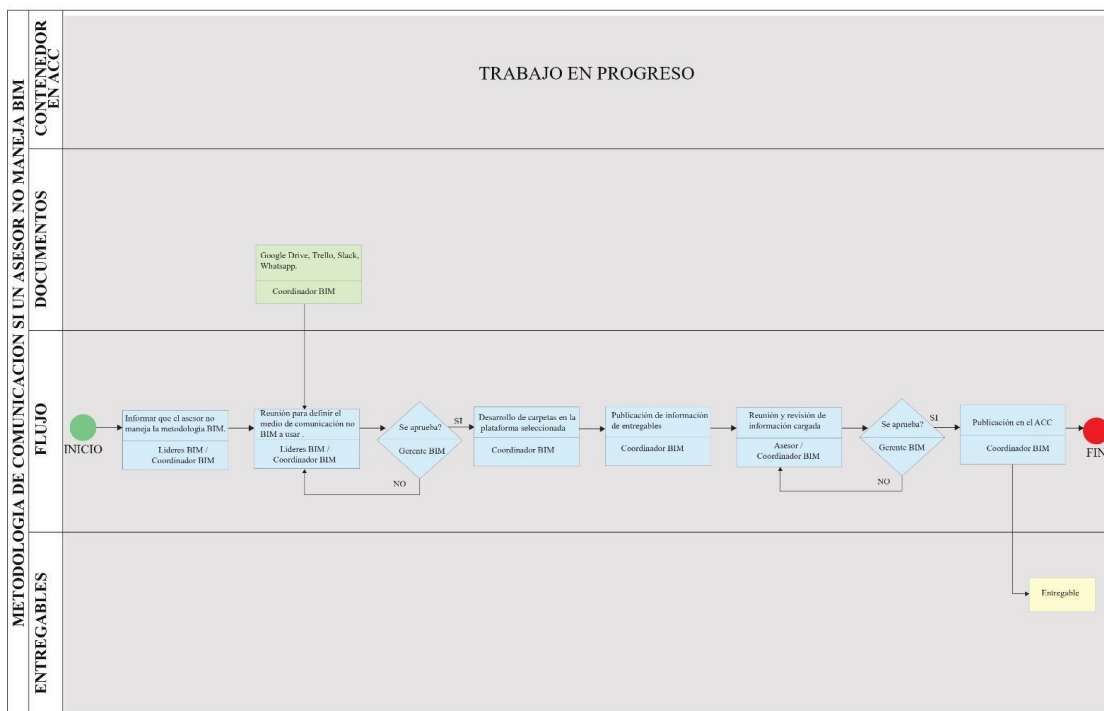 METODOLOGIA DE COMUNICACION SI UN ASESOR NO MANEJA BIM
CONTENEDOR
EN ACC
TRABAJO EN PROGRESO
DOCUMENTOS
Google Drive, Trello, Slack,
Whatsapp.
Coordinador BIM
FLUJO
INICIO
Informar que el asesor no
maneja la metodologia BIM.
Lideres BIM /
Coordinador BIM
Reunión para definir el
medio de comunicación no
BIM a usar .
Lideres BIM /
Coordinador BIM
Se aprueba?
Gerente BIM
SI
NO
Desarrollo de carpetas en la
plataforma seleccionada
Coordinador BIM
Publicación de información
de entregables
Coordinador BIM
Reunión y revisión de
información cargada
Asesor /
Coordinador BIM
Se aprueba?
Gerente BIM
SI
NO
Publicación en el ACC
Coordinador BIM
FIN
ENTREGABLES
Entregable